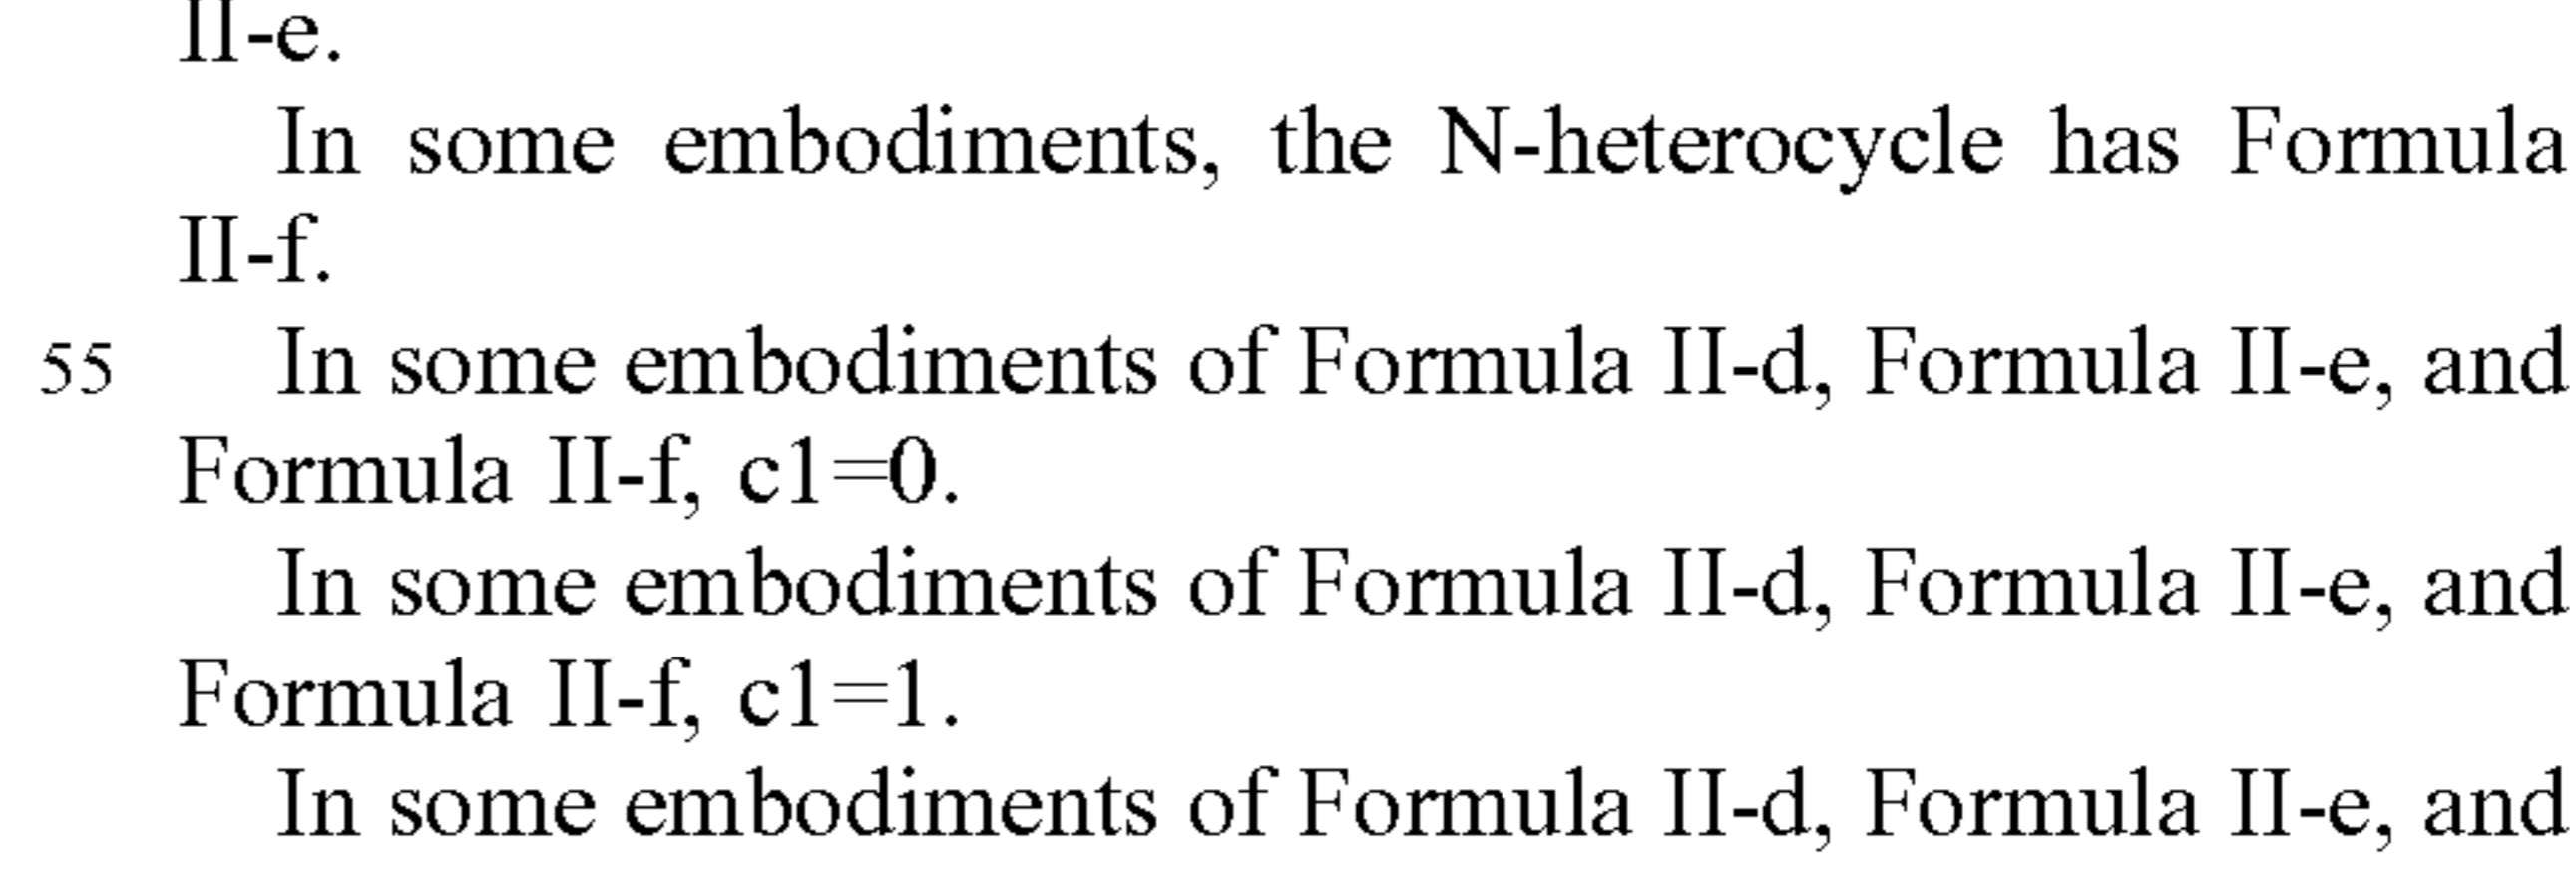 II-e.
In some embodiments, the N-heterocycle has Formula
II-f.
55 In some embodiments of Formula II-d, Formula II-e, and
Formula II-f, c1=0.
In some embodiments of Formula II-d, Formula II-e, and
Formula II-f, c1=1.
In some embodiments of Formula II-d, Formula II-e, and